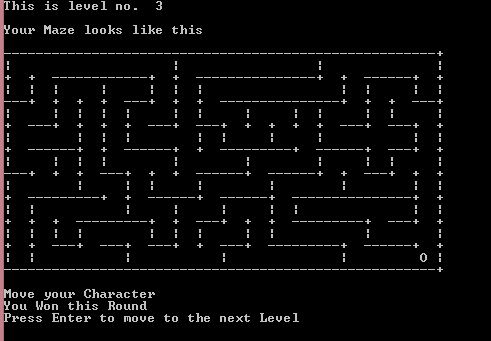 This is level no.  3
Your Maze looks like this
O
Move your Character
You Won this Round
Press Enter to move to the next Level